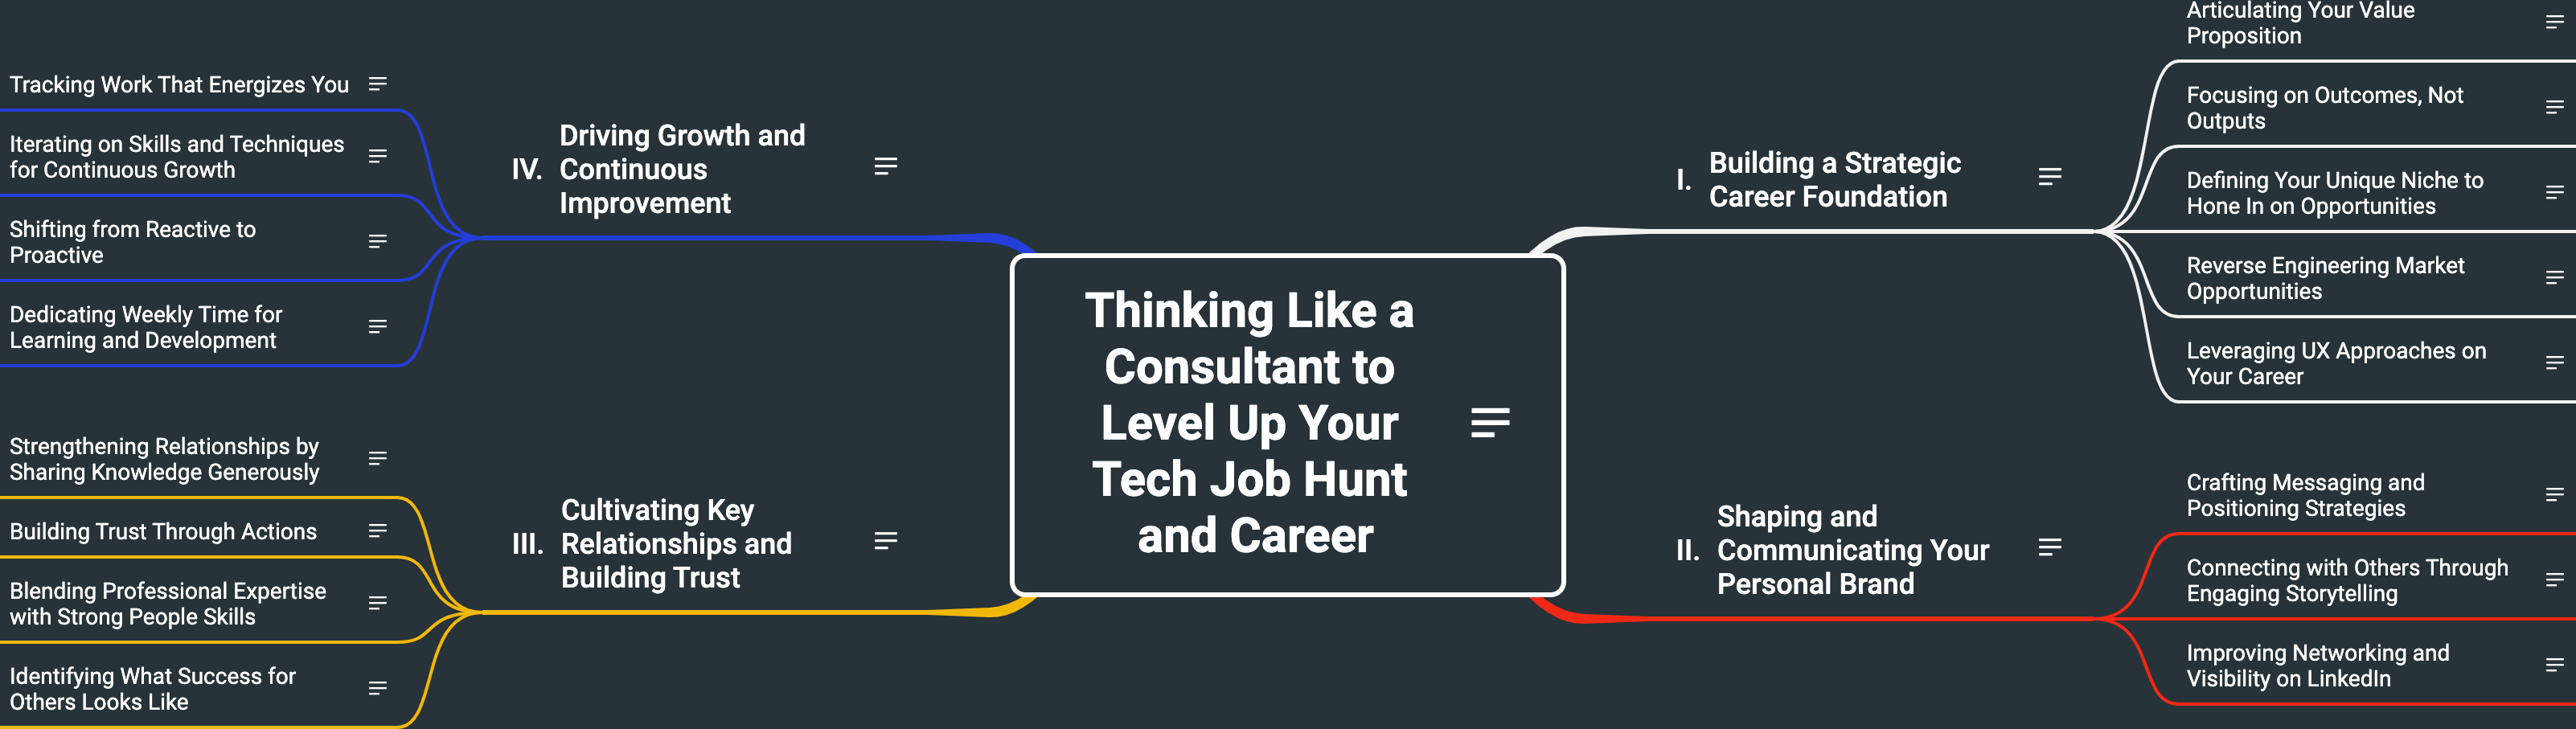 Thinking Like a
Consultant to
Level Up Your
Tech Job Hunt
and Career
I.
Building a Strategic
Career Foundation
Articulating Your Value
Proposition
Focusing on Outcomes, Not
Outputs
Defining Your Unique Niche to
Hone In on Opportunities
Reverse Engineering Market
Opportunities
Leveraging UX Approaches on
Your Career
II.
Shaping and
Communicating Your
Personal Brand
Crafting Messaging and
Positioning Strategies
Connecting with Others Through
Engaging Storytelling
Improving Networking and
Visibility on LinkedIn
III.
Cultivating Key
Relationships and
Building Trust
Strengthening Relationships by
Sharing Knowledge Generously
Building Trust Through Actions
Blending Professional Expertise
with Strong People Skills
Identifying What Success for
Others Looks Like
IV.
Driving Growth and
Continuous
Improvement
Tracking Work That Energizes You
Iterating on Skills and Techniques
for Continuous Growth
Shifting from Reactive to
Proactive
Dedicating Weekly Time for
Learning and Development